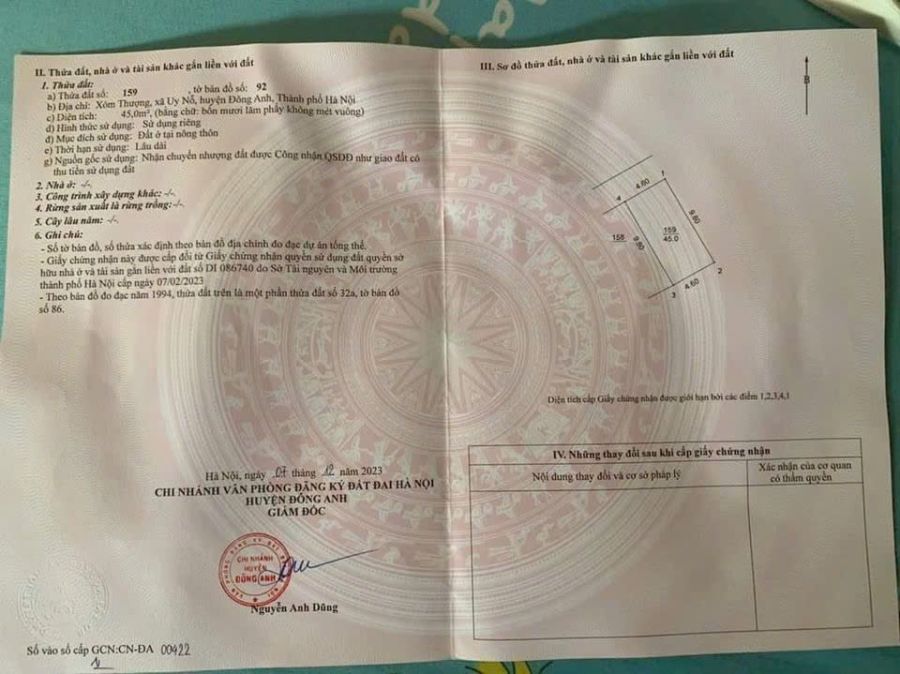 II. Thửa đất, nhà ở và tài sản khác gắn liền với đất
1. Thửa đất:
a) Thửa đất số: 159 , tờ bản đồ số: 92
b) Địa chỉ: Xóm Thượng, xã Uy Nỗ, huyện Đông Anh, Thành phố Hà Nội
c) Diện tích: 45,0m², (bằng chữ: bốn mươi lăm phẩy không mét vuông)
d) Hình thức sử dụng: Sử dụng riêng
đ) Mục đích sử dụng: Đất ở tại nông thôn
e) Thời hạn sử dụng: Lâu dài
g) Nguồn gốc sử dụng: Nhận chuyển nhượng đất được Công nhận QSDĐ như giao đất có
thu tiền sử dụng đất
2. Nhà ở: -/-.
3. Công trình xây dựng khác: -/-.
4. Rừng sản xuất là rừng trồng:-/-.
5. Cây lâu năm: -/-.
6. Ghi chú:
- Số tờ bản đồ, số thửa xác định theo bản đồ địa chính đo đạc dự án tổng thể.
- Giấy chứng nhận này được cấp đổi từ Giấy chứng nhận quyền sử dụng đất quyền sở
hữu nhà ở và tài sản gắn liền với đất số DI 086740 do Sở Tài nguyên và Môi trường
thành phố Hà Nội cấp ngày 07/02/2023
- Theo bản đồ đo đạc năm 1994, thửa đất trên là một phần thửa đất số 32a, tờ bản đồ
số 86.
Hà Nội, ngày 07 tháng 12 năm 2023
CHI NHÁNH VĂN PHÒNG ĐĂNG KÝ ĐẤT ĐAI HÀ NỘI
HUYỆN ĐÔNG ANH
GIÁM ĐỐC
CHI NHÁNH
HUYỆN
ĐÔNG ANH
Nguyễn Anh Dũng
Số vào sổ cấp GCN:CN-ĐA 00422
III. Sơ đồ thửa đất, nhà ở và tài sản khác gắn liền với đất
B
4.60
1
4
9.80
159
45.0
158
9.80
2
4.60
3
Diện tích cấp Giấy chứng nhận được giới hạn bởi các điểm 1,2,3,4,1
IV. Những thay đổi sau khi cấp giấy chứng nhận
Nội dung thay đổi và cơ sở pháp lý
Xác nhận của cơ quan
có thẩm quyền